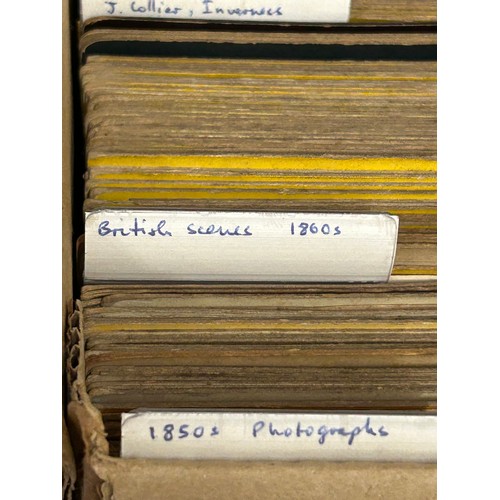 J. Collier, Inverness
British scenes 1860s
1850s Photographs